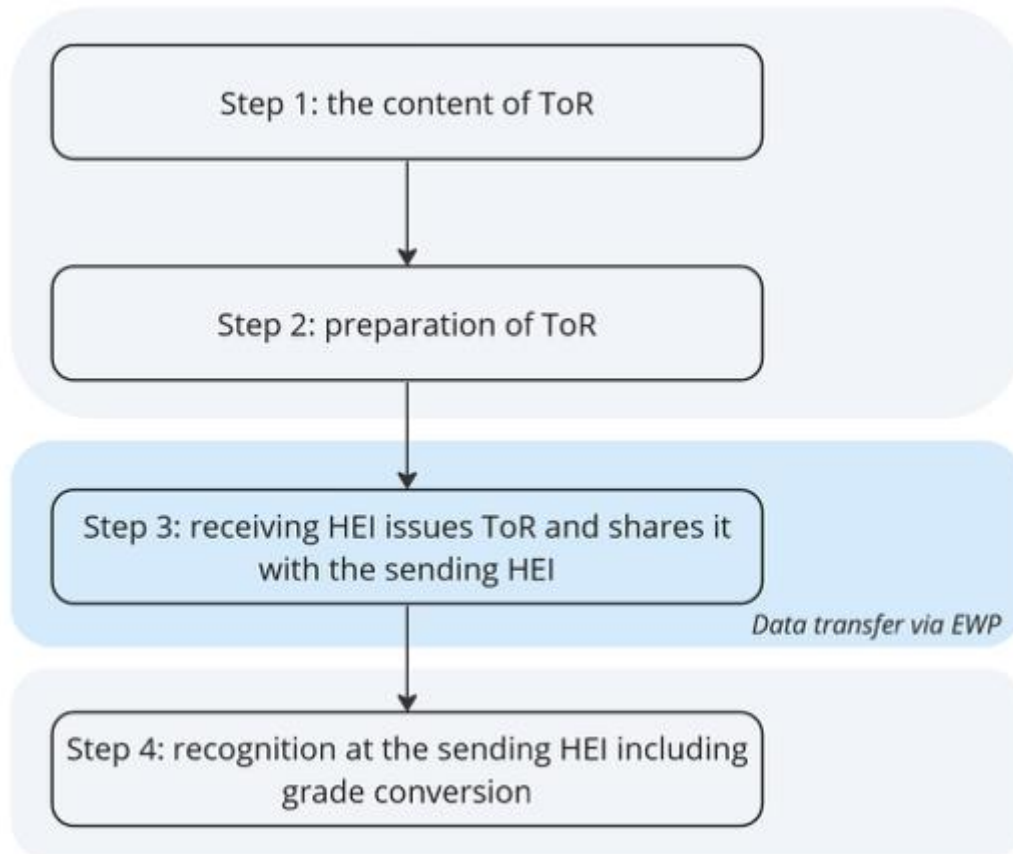 Step 1: the content of ToR
Step 2: preparation of ToR
Step 3: receiving HEI issues ToR and shares it
with the sending HEI
Data transfer via EWP
Step 4: recognition at the sending HEI including
grade conversion